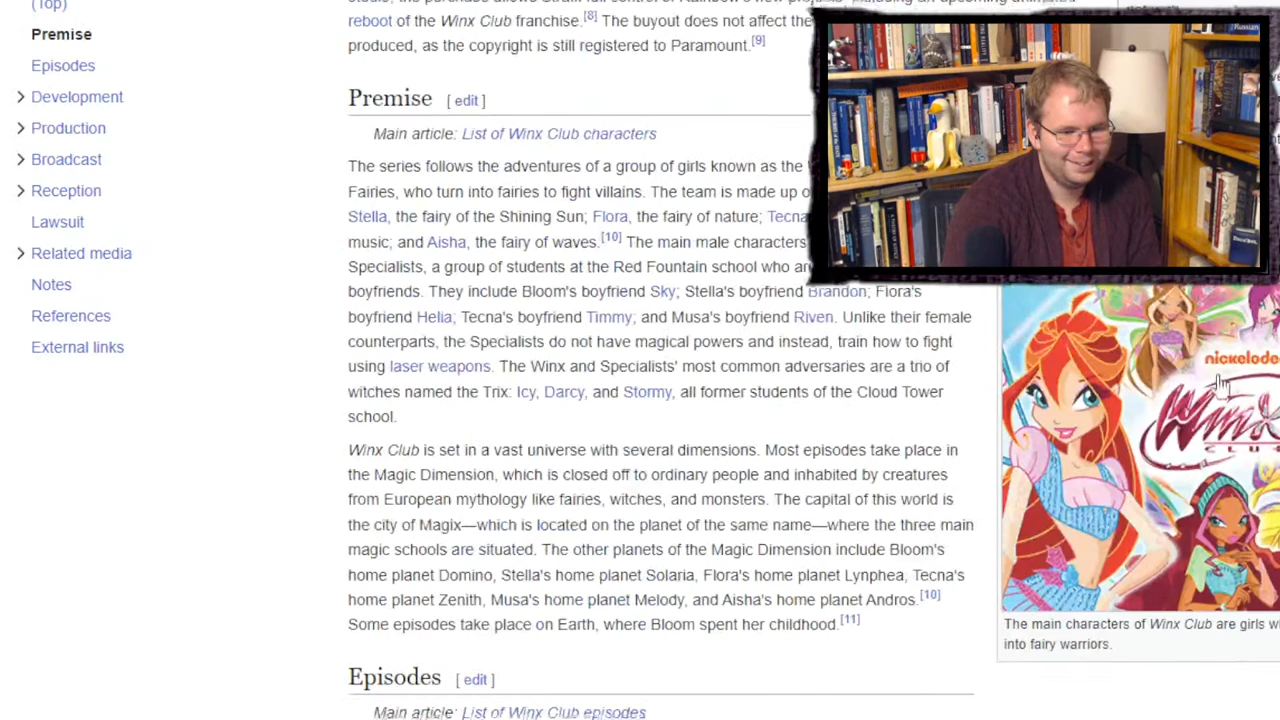 (Top)
Premise
Episodes
Development
Production
Broadcast
Reception
Lawsuit
Related media
Notes
References
External links
reboot of the Winx Club franchise.[8] The buyout does not affect the
produced, as the copyright is still registered to Paramount.[9]
Premise [ edit ]
Main article: List of Winx Club characters
The series follows the adventures of a group of girls known as the
Fairies, who turn into fairies to fight villains. The team is made up
Stella, the fairy of the Shining Sun; Flora, the fairy of nature; Tecna
music; and Aisha, the fairy of waves.[10] The main male characters
Specialists, a group of students at the Red Fountain school who
boyfriends. They include Bloom's boyfriend Sky; Stella's boyfriend Brandon; Flora's
boyfriend Helia; Tecna's boyfriend Timmy; and Musa's boyfriend Riven. Unlike their female
counterparts, the Specialists do not have magical powers and instead, train how to fight
using laser weapons. The Winx and Specialists' most common adversaries are a trio of
witches named the Trix: Icy, Darcy, and Stormy, all former students of the Cloud Tower
school.
Winx Club is set in a vast universe with several dimensions. Most episodes take place in
the Magic Dimension, which is closed off to ordinary people and inhabited by creatures
from European mythology like fairies, witches, and monsters. The capital of this world is
the city of Magix—which is located on the planet of the same name—where the three main
magic schools are situated. The other planets of the Magic Dimension include Bloom's
home planet Domino, Stella's home planet Solaria, Flora's home planet Lynphea, Tecna's
home planet Zenith, Musa's home planet Melody, and Aisha's home planet Andros.[10]
Some episodes take place on Earth, where Bloom spent her childhood.[11]
Episodes [ edit ]
Main article: List of Winx Club episodes
nickelode
Winx
CLUB
The main characters of Winx Club are girls
into fairy warriors.